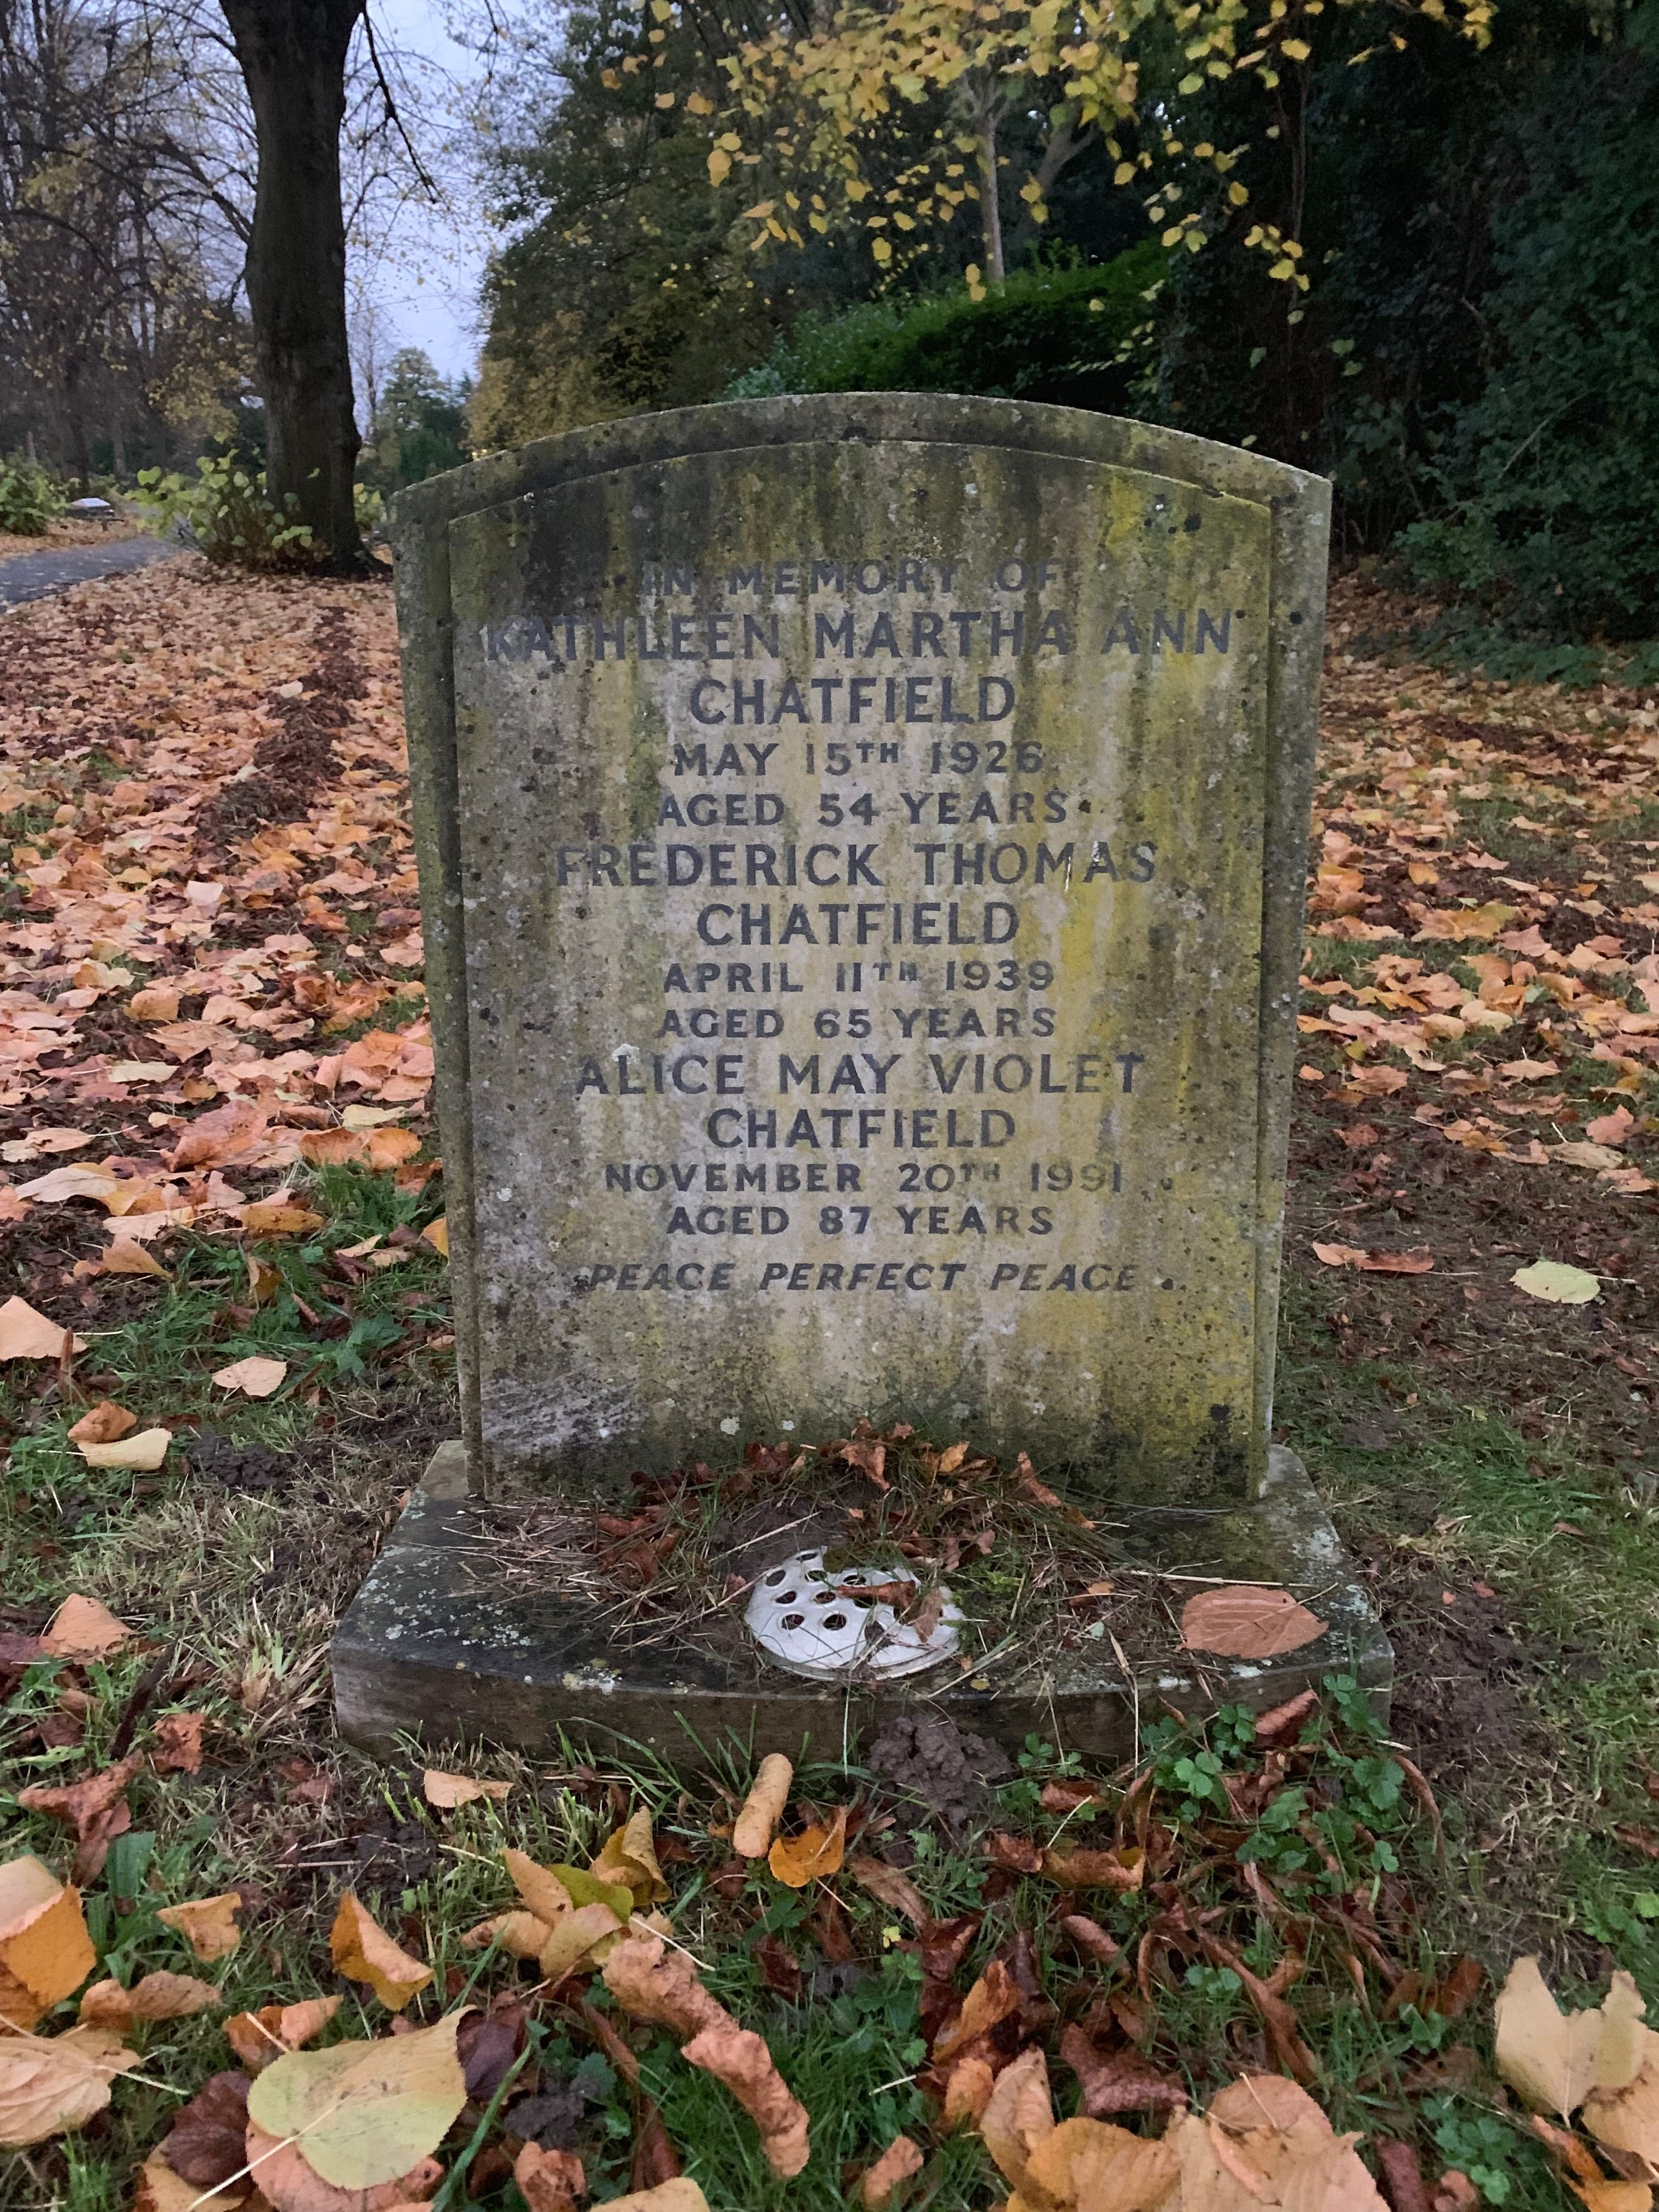 IN MEMORY OF
KATHLEEN MARTHA ANN
CHATFIELD
MAY 15TH 1926
AGED 54 YEARS
FREDERICK THOMAS
CHATFIELD
APRIL 11TH 1939
AGED 65 YEARS
ALICE MAY VIOLET
CHATFIELD
NOVEMBER 20TH 1991
AGED 87 YEARS
PEACE PERFECT PEACE